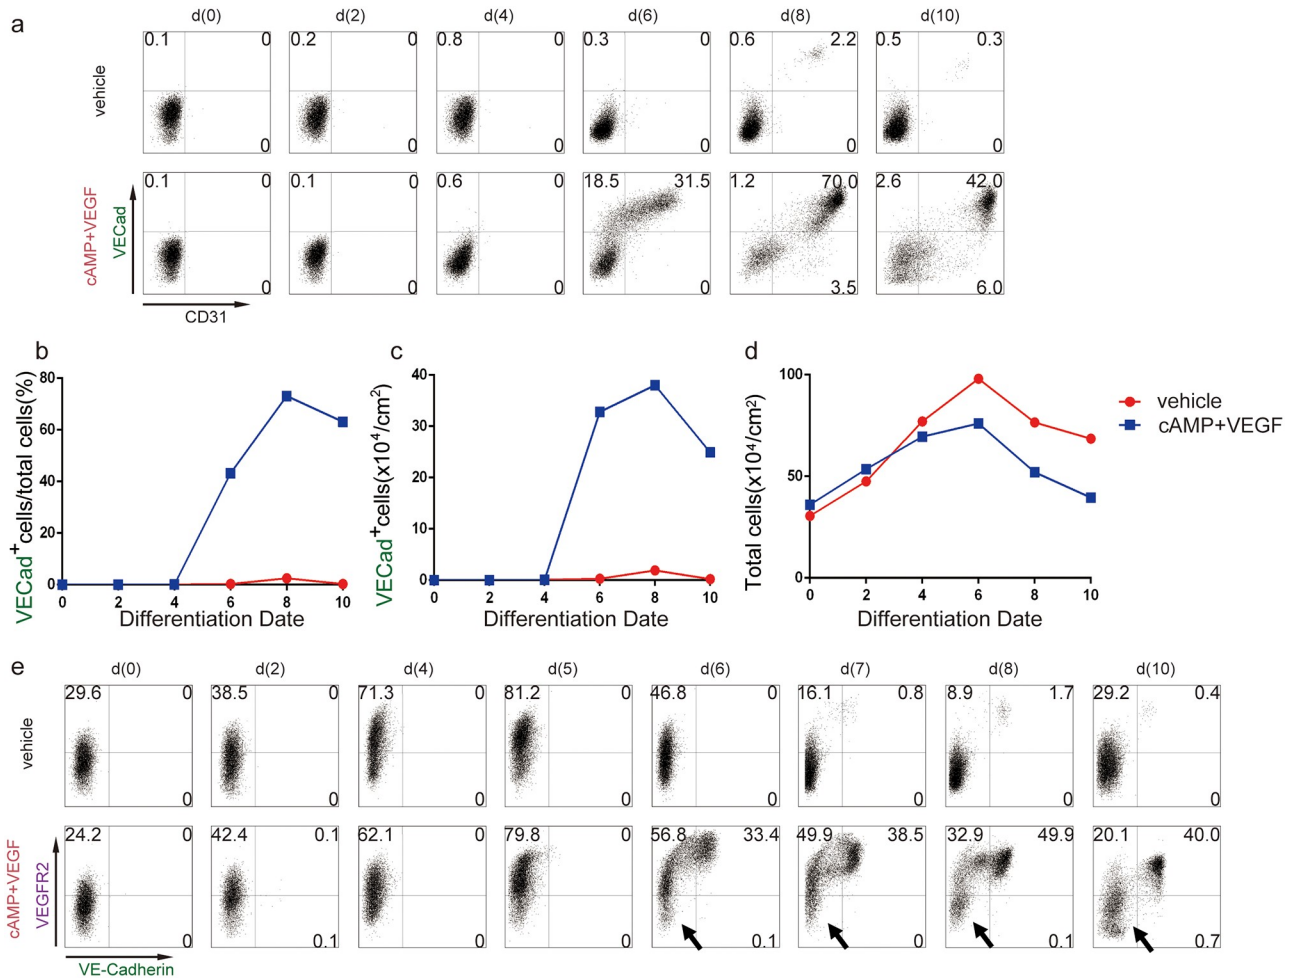 a
d(0) d(2) d(4) d(6) d(8) d(10)
vehicle
0.1 0 0.2 0 0.8 0 0.3 0 0.6 2.2 0.5 0.3
0 0 0 0 0 0
cAMP+VEGF
VECad
0.1 0 0.1 0 0.6 0 18.5 31.5 1.2 70.0 2.6 42.0
0 0 0 0 3.5 6.0
CD31
b
VECad+cells/total cells(%)
80
60
40
20
0
0 2 4 6 8 10
Differentiation Date
c
VECad+cells(x10⁴/cm²)
40
30
20
10
0
0 2 4 6 8 10
Differentiation Date
d
Total cells(x10⁴/cm²)
100
50
0
0 2 4 6 8 10
Differentiation Date
vehicle
cAMP+VEGF
e
d(0) d(2) d(4) d(5) d(6) d(7) d(8) d(10)
vehicle
29.6 0 38.5 0 71.3 0 81.2 0 46.8 0 16.1 0.8 8.9 1.7 29.2 0.4
0 0 0 0 0 0 0 0
cAMP+VEGF
VEGFR2
24.2 0 42.4 0.1 62.1 0 79.8 0 56.8 33.4 49.9 38.5 32.9 49.9 20.1 40.0
0 0.1 0 0 0.1 0 0.1 0.7
VE-Cadherin